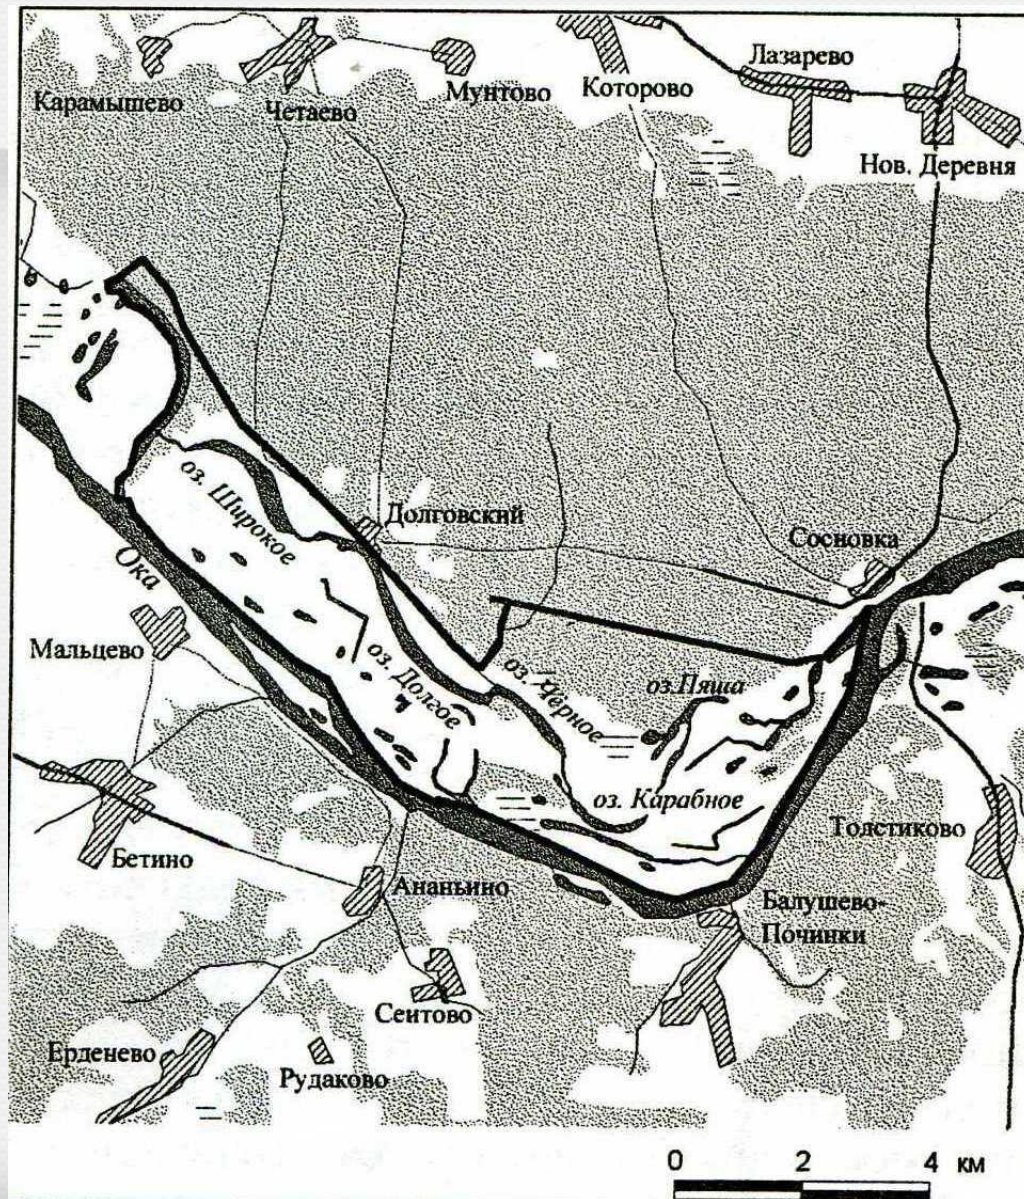 Лазарево
Карамышево
Четаево
Мунтово
Которово
Нов. Деревня
оз. Широкое
Долговский
Сосновка
Ока
Мальцево
оз. Долгое
оз. Чёрное
оз.Пяша
оз. Карабное
Толстиково
Бетино
Ананьино
Балушево-
Починки
Сеитово
Ерденево
Рудаково
0 2 4 км